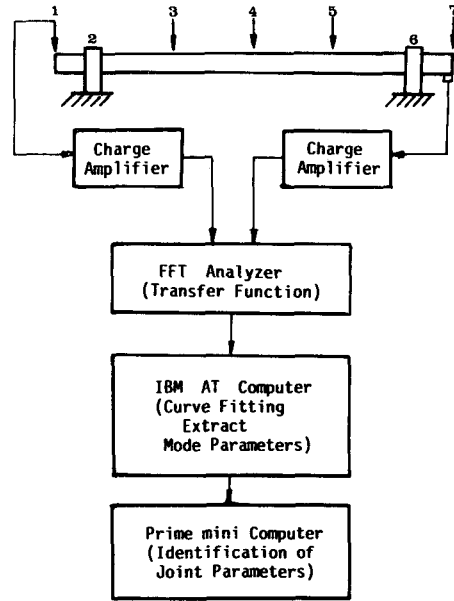 1 3 4 5 7
2 6
Charge Amplifier
Charge Amplifier
FFT Analyzer
(Transfer Function)
IBM AT Computer
(Curve Fitting
Extract
Mode Parameters)
Prime mini Computer
(Identification of
Joint Parameters)